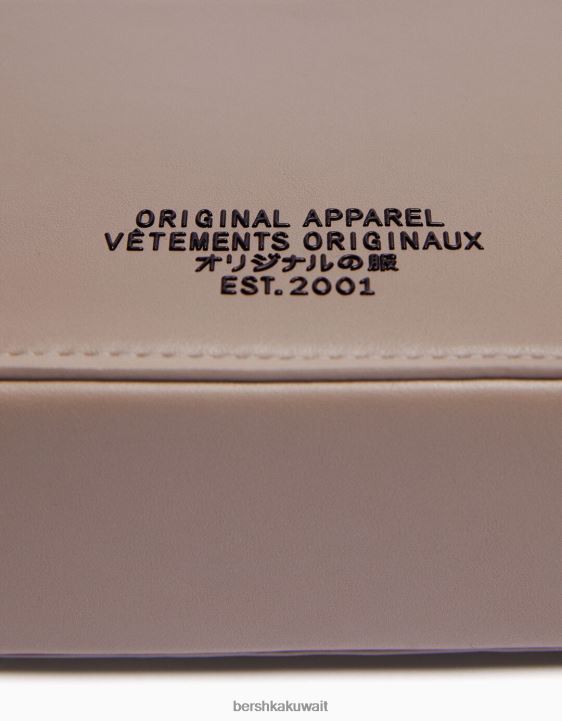 ORIGINAL APPAREL
VÊTEMENTS ORIGINAUX
オリジナルの服
EST. 2001
bershkakuwait